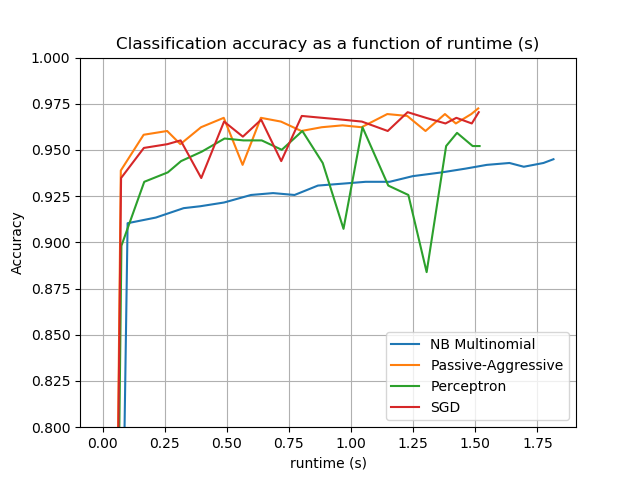 Classification accuracy as a function of runtime (s)
1.000
0.975
0.950
0.925
0.900
0.875
0.850
0.825
0.800
Accuracy
0.00 0.25 0.50 0.75 1.00 1.25 1.50 1.75
runtime (s)
NB Multinomial
Passive-Aggressive
Perceptron
SGD